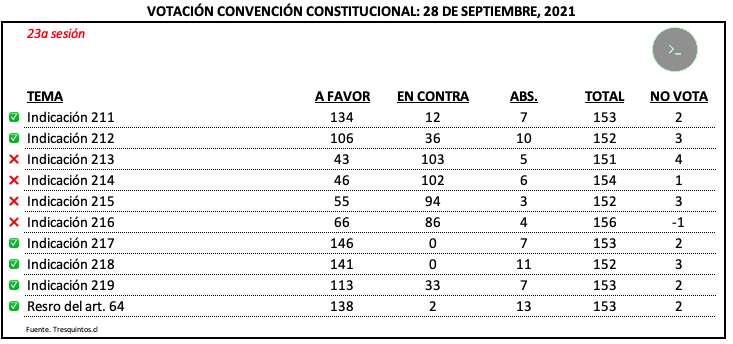 VOTACIÓN CONVENCIÓN CONSTITUCIONAL: 28 DE SEPTIEMBRE, 2021
23a sesión
>_
TEMA A FAVOR EN CONTRA ABS. TOTAL NO VOTA
✅ Indicación 211 134 12 7 153 2
✅ Indicación 212 106 36 10 152 3
❌ Indicación 213 43 103 5 151 4
❌ Indicación 214 46 102 6 154 1
❌ Indicación 215 55 94 3 152 3
❌ Indicación 216 66 86 4 156 -1
✅ Indicación 217 146 0 7 153 2
✅ Indicación 218 141 0 11 152 3
✅ Indicación 219 113 33 7 153 2
✅ Resro del art. 64 138 2 13 153 2
Fuente. Tresquintos.cl